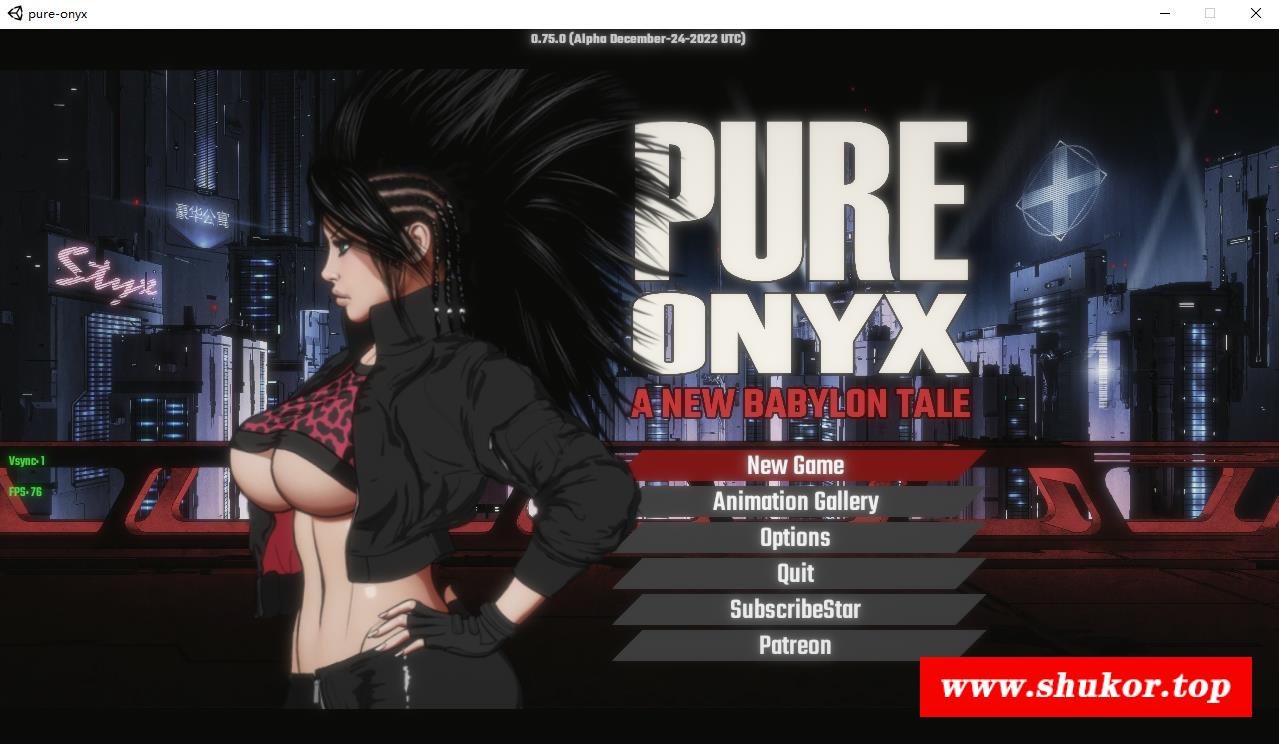 pure-onyx
0.75.0 (Alpha December-24-2022 UTC)
PURE
ONYX
A NEW BABYLON TALE
豪华公寓
Styx
Vsync: 1
FPS: 76
New Game
Animation Gallery
Options
Quit
SubscribeStar
Patreon
www.shukor.top